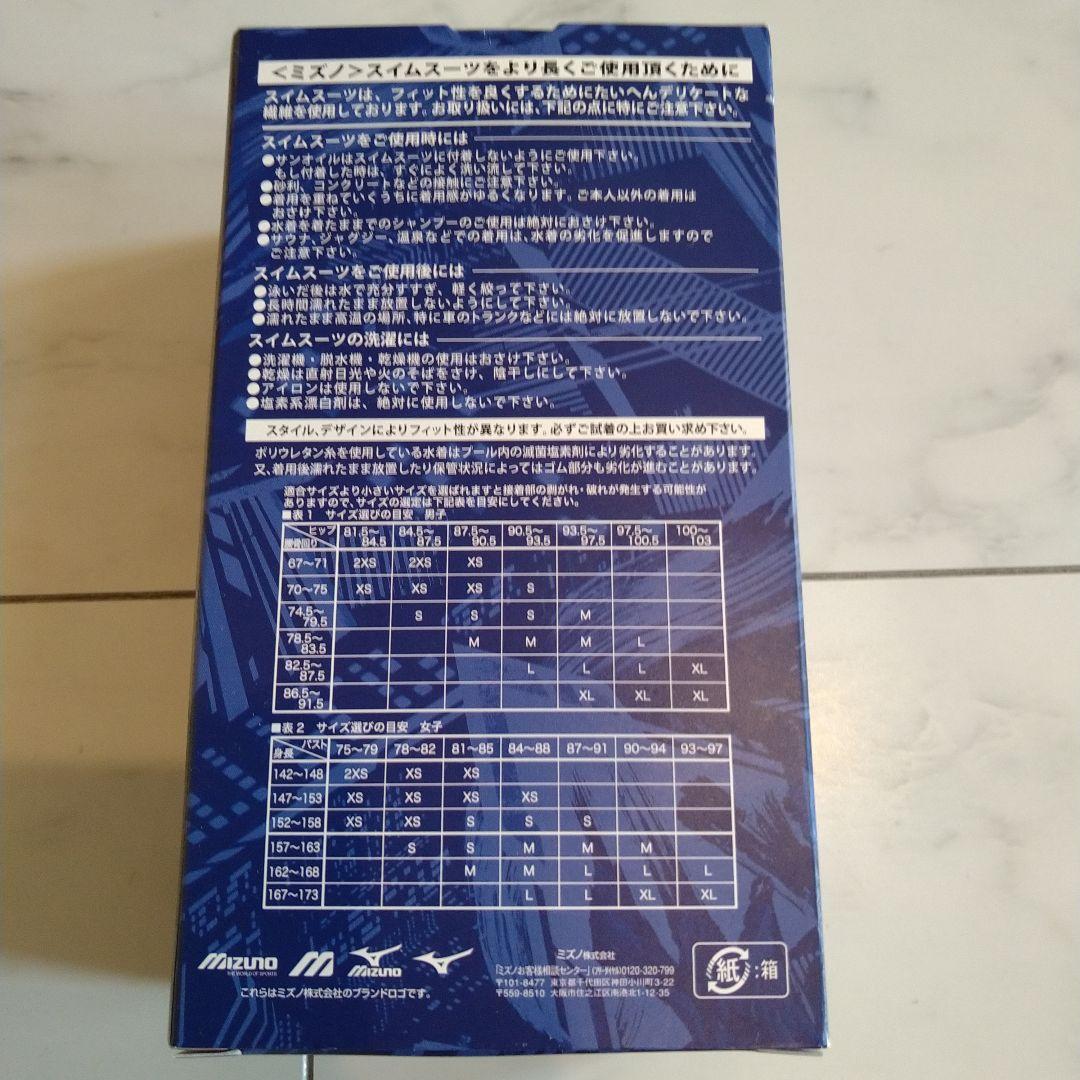 ＜ミズノ＞スイムスーツをより長くご使用頂くために
スイムスーツは、フィット性を良くするためにたいへんデリケートな
繊維を使用しております。お取り扱いには、下記の点に特にご注意下さい。
スイムスーツをご使用時には
●サンオイルはスイムスーツに付着しないようにご使用下さい。
もし付着した時は、すぐによく洗い流して下さい。
●砂利、コンクリートなどの接触にご注意下さい。
●着用を重ねていくうちに着用感がゆるくなります。ご本人以外の着用は
おさけ下さい。
●水着を着たままでのシャンプーのご使用は絶対におさけ下さい。
●サウナ、ジャグジー、温泉などでの着用は、水着の劣化を促進しますので
ご注意下さい。
スイムスーツをご使用後には
●泳いだ後は水で充分すすぎ、軽く絞って下さい。
●長時間濡れたまま放置しないようにして下さい。
●濡れたまま高温の場所、特に車のトランクなどには絶対に放置しないで下さい。
スイムスーツの洗濯には
●洗濯機・脱水機・乾燥機の使用はおさけ下さい。
●乾燥は直射日光や火のそばをさけ、陰干しにして下さい。
●アイロンは使用しないで下さい。
●塩素系漂白剤は、絶対に使用しないで下さい。
スタイル、デザインによりフィット性が異なります。必ずご試着の上お買い求め下さい。
ポリウレタン糸を使用している水着はプール内の滅菌塩素剤により劣化することがあります。
又、着用後濡れたまま放置したり保管状況によってはゴム部分も劣化が進むことがあります。
適合サイズより小さいサイズを選ばれますと接着部の剥がれ・破れが発生する可能性が
ありますので、サイズの選定は下記表を目安にしてください。
■表1 サイズ選びの目安 男子
ヒップ 81.5〜84.5 84.5〜87.5 87.5〜90.5 90.5〜93.5 93.5〜97.5 97.5〜100.5 100〜103
腰骨回り
67〜71 2XS 2XS XS
70〜75 XS XS XS S
74.5〜79.5 S S S M
78.5〜83.5 M M M L
82.5〜87.5 L L L XL
86.5〜91.5 XL XL XL
■表2 サイズ選びの目安 女子
バスト 75〜79 78〜82 81〜85 84〜88 87〜91 90〜94 93〜97
身長
142〜148 2XS XS XS
147〜153 XS XS XS XS
152〜158 XS XS S S S
157〜163 S S M M M
162〜168 M M L L L
167〜173 L L XL XL
MIZUNO
THE WORLD OF SPORTS
MIZUNO
これらはミズノ株式会社のブランドロゴです。
ミズノ株式会社
「ミズノお客様相談センター」(フリーダイヤル)0120-320-799
〒101-8477 東京都千代田区神田小川町3-22
〒559-8510 大阪市住之江区南港北1-12-35
紙:箱